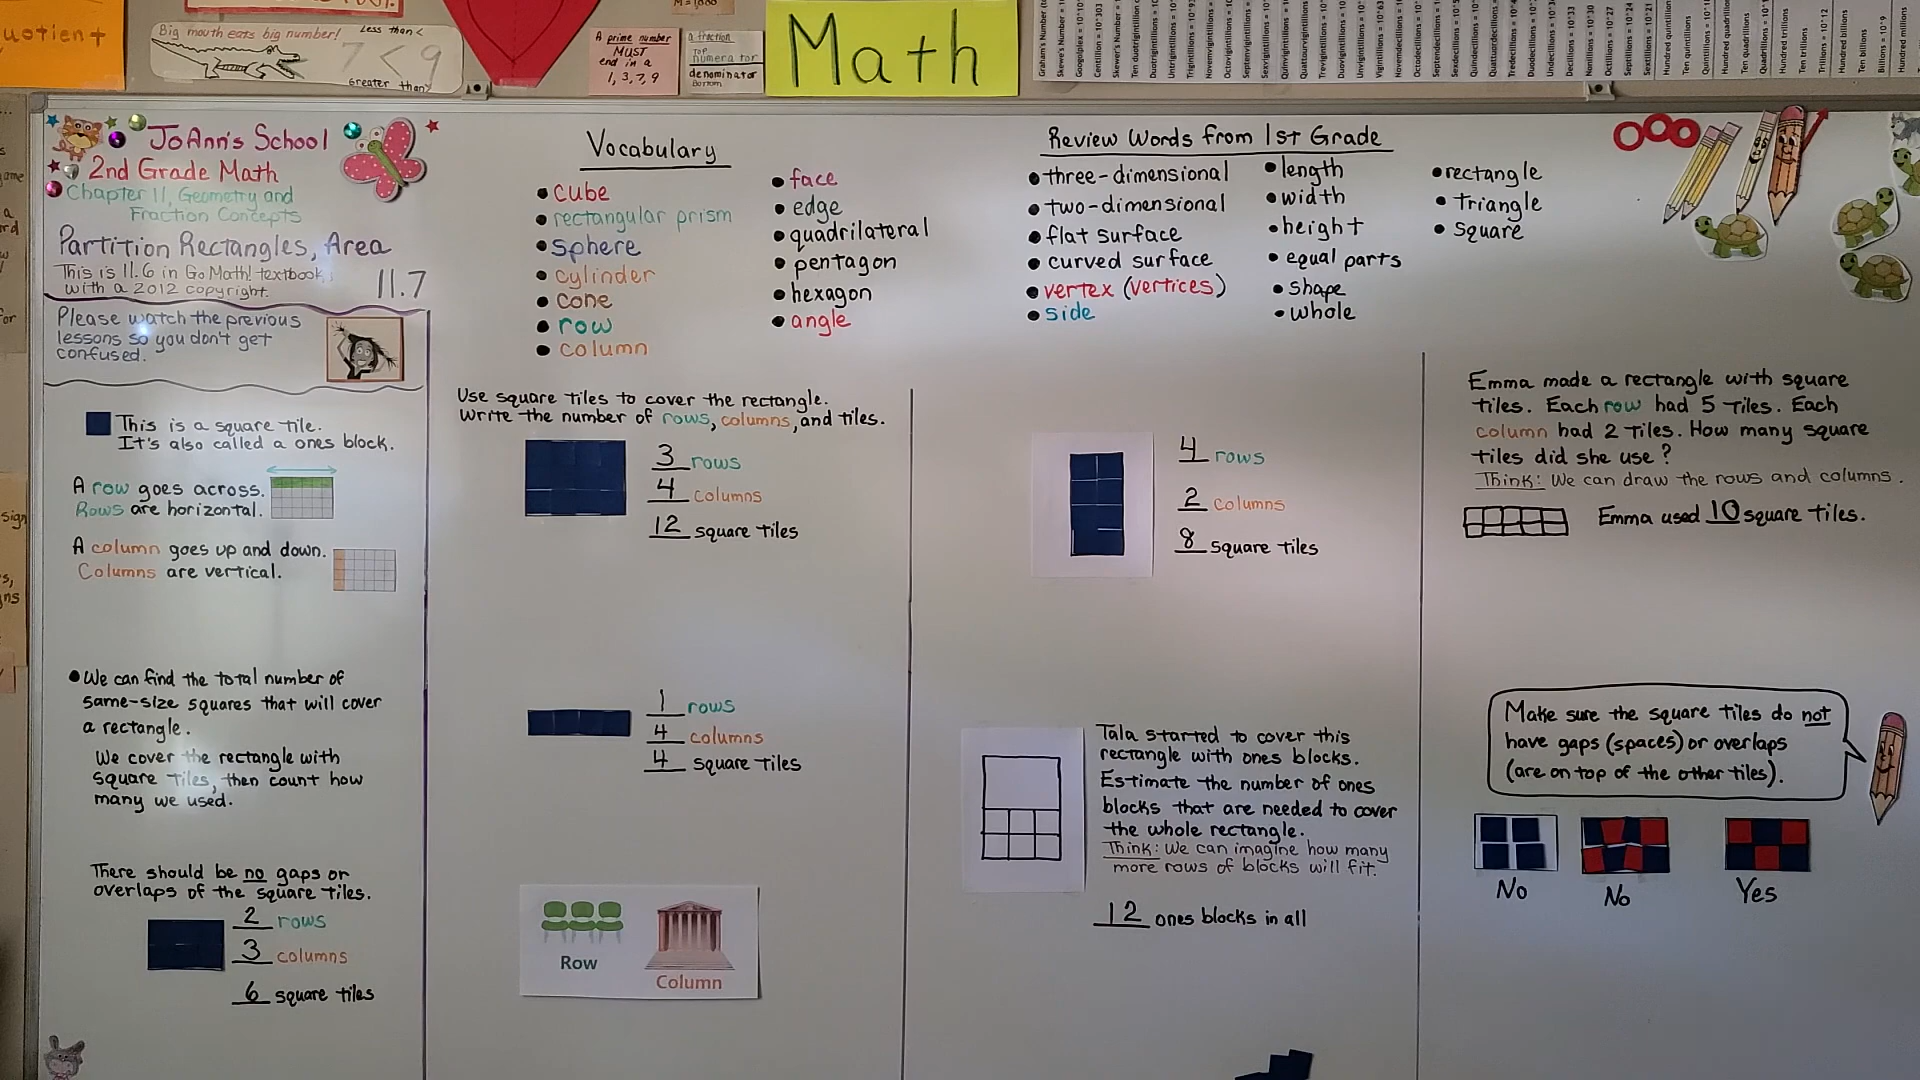 uotient
Big mouth eats big number!
Less than <
7 < 9
Greater than>
A prime number
MUST
end in a
1, 3, 7, 9
a fraction
Top
numerator
denominator
Bottom
Math
JoAnn's School
2nd Grade Math
Chapter 11, Geometry and
Fraction Concepts
Partition Rectangles, Area
This is 11.6 in Go Math! textbook,
with a 2012 copyright.
11.7
Please watch the previous
lessons so you don't get
confused.
This is a square tile.
It's also called a ones block.
A row goes across.
Rows are horizontal.
A column goes up and down.
Columns are vertical.
• We can find the total number of
same-size squares that will cover
a rectangle.
We cover the rectangle with
square tiles, then count how
many we used.
There should be no gaps or
overlaps of the square tiles.
2 rows
3 columns
6 square tiles
Vocabulary
• cube
• rectangular prism
• sphere
• cylinder
• cone
• row
• column
• face
• edge
• quadrilateral
• pentagon
• hexagon
• angle
Review Words from 1st Grade
• three-dimensional
• two-dimensional
• flat surface
• curved surface
• vertex (vertices)
• side
• length
• width
• height
• equal parts
• shape
• whole
• rectangle
• triangle
• square
Use square tiles to cover the rectangle.
Write the number of rows, columns, and tiles.
3 rows
4 columns
12 square tiles
1 rows
4 columns
4 square tiles
Row
Column
4 rows
2 columns
8 square tiles
Tala started to cover this
rectangle with ones blocks.
Estimate the number of ones
blocks that are needed to cover
the whole rectangle.
Think: We can imagine how many
more rows of blocks will fit.
12 ones blocks in all
Emma made a rectangle with square
tiles. Each row had 5 tiles. Each
column had 2 tiles. How many square
tiles did she use?
Think: We can draw the rows and columns.
Emma used 10 square tiles.
Make sure the square tiles do not
have gaps (spaces) or overlaps
(are on top of the other tiles).
No
No
Yes